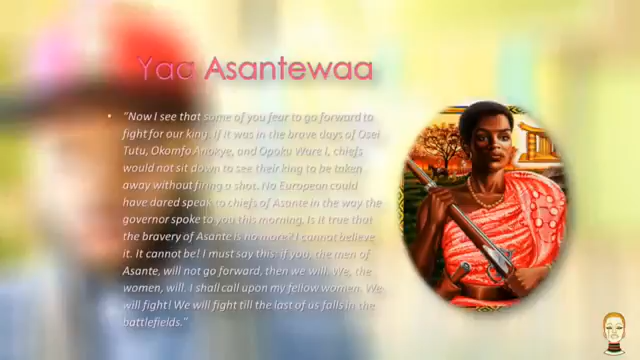 Yaa Asantewaa
• "Now I see that some of you fear to go forward to
fight for our king. If it was in the brave days of Osei
Tutu, Okomfo Anokye, and Opoku Ware I, chiefs
would not sit down to see their king to be taken
away without firing a shot. No European could
have dared speak to chiefs of Asante in the way the
governor spoke to you this morning. Is it true that
the bravery of Asante is no more? I cannot believe
it. It cannot be! I must say this: if you, the men of
Asante, will not go forward, then we will. We, the
women, will. I shall call upon my fellow women. We
will fight! We will fight till the last of us falls in the
battlefields."